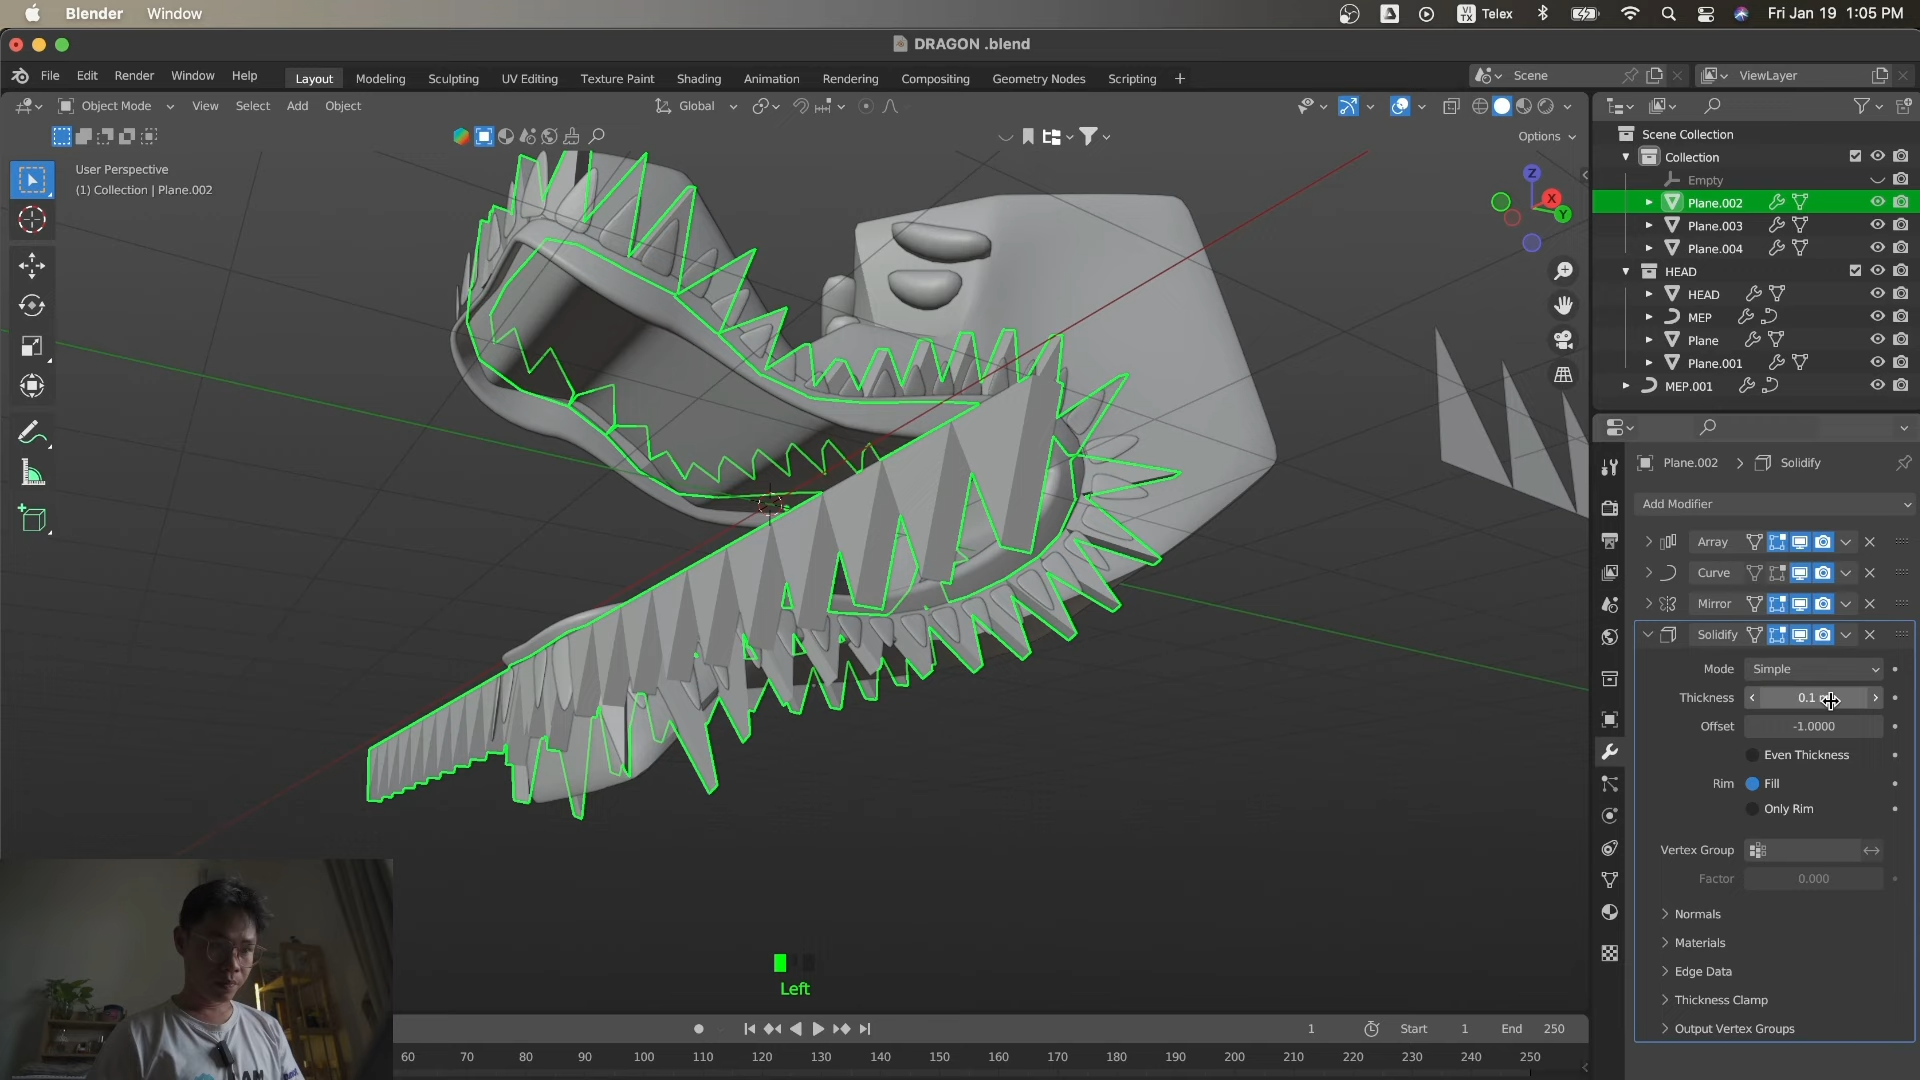 Blender Window
VI TX Telex Fri Jan 19 1:05 PM
DRAGON .blend
File Edit Render Window Help Layout Modeling Sculpting UV Editing Texture Paint Shading Animation Rendering Compositing Geometry Nodes Scripting +
Scene
ViewLayer
Object Mode View Select Add Object
Global
Options
User Perspective
(1) Collection | Plane.002
Z
X
Y
Scene Collection
Collection
Empty
Plane.002
Plane.003
Plane.004
HEAD
HEAD
MEP
Plane
Plane.001
MEP.001
Plane.002 > Solidify
Add Modifier
Array
Curve
Mirror
Solidify
Mode Simple
Thickness 0.1
Offset -1.0000
Even Thickness
Rim Fill
Only Rim
Vertex Group
Factor 0.000
Normals
Materials
Edge Data
Thickness Clamp
Output Vertex Groups
Left
1 Start 1 End 250
60 70 80 90 100 110 120 130 140 150 160 170 180 190 200 210 220 230 240 250